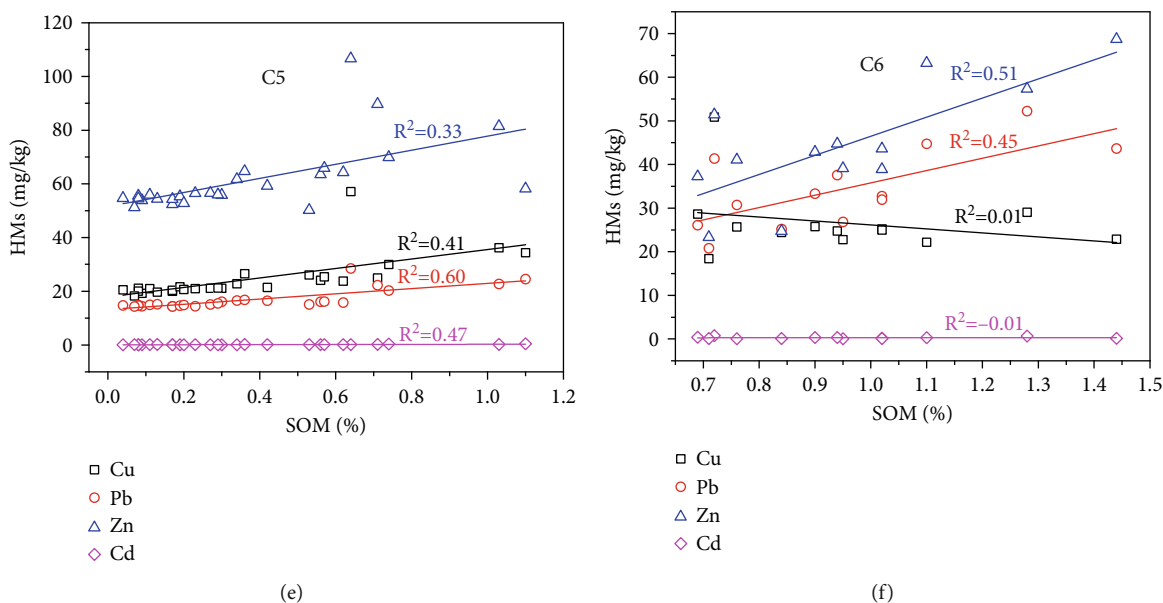 120
100
80
60
40
20
0
HMs (mg/kg)
C5
R²=0.33
R²=0.41
R²=0.60
R²=0.47
0.0 0.2 0.4 0.6 0.8 1.0 1.2
SOM (%)
Cu
Pb
Zn
Cd
(e)
70
60
50
40
30
20
10
0
HMs (mg/kg)
C6
R²=0.51
R²=0.45
R²=0.01
R²=–0.01
0.7 0.8 0.9 1.0 1.1 1.2 1.3 1.4 1.5
SOM (%)
Cu
Pb
Zn
Cd
(f)